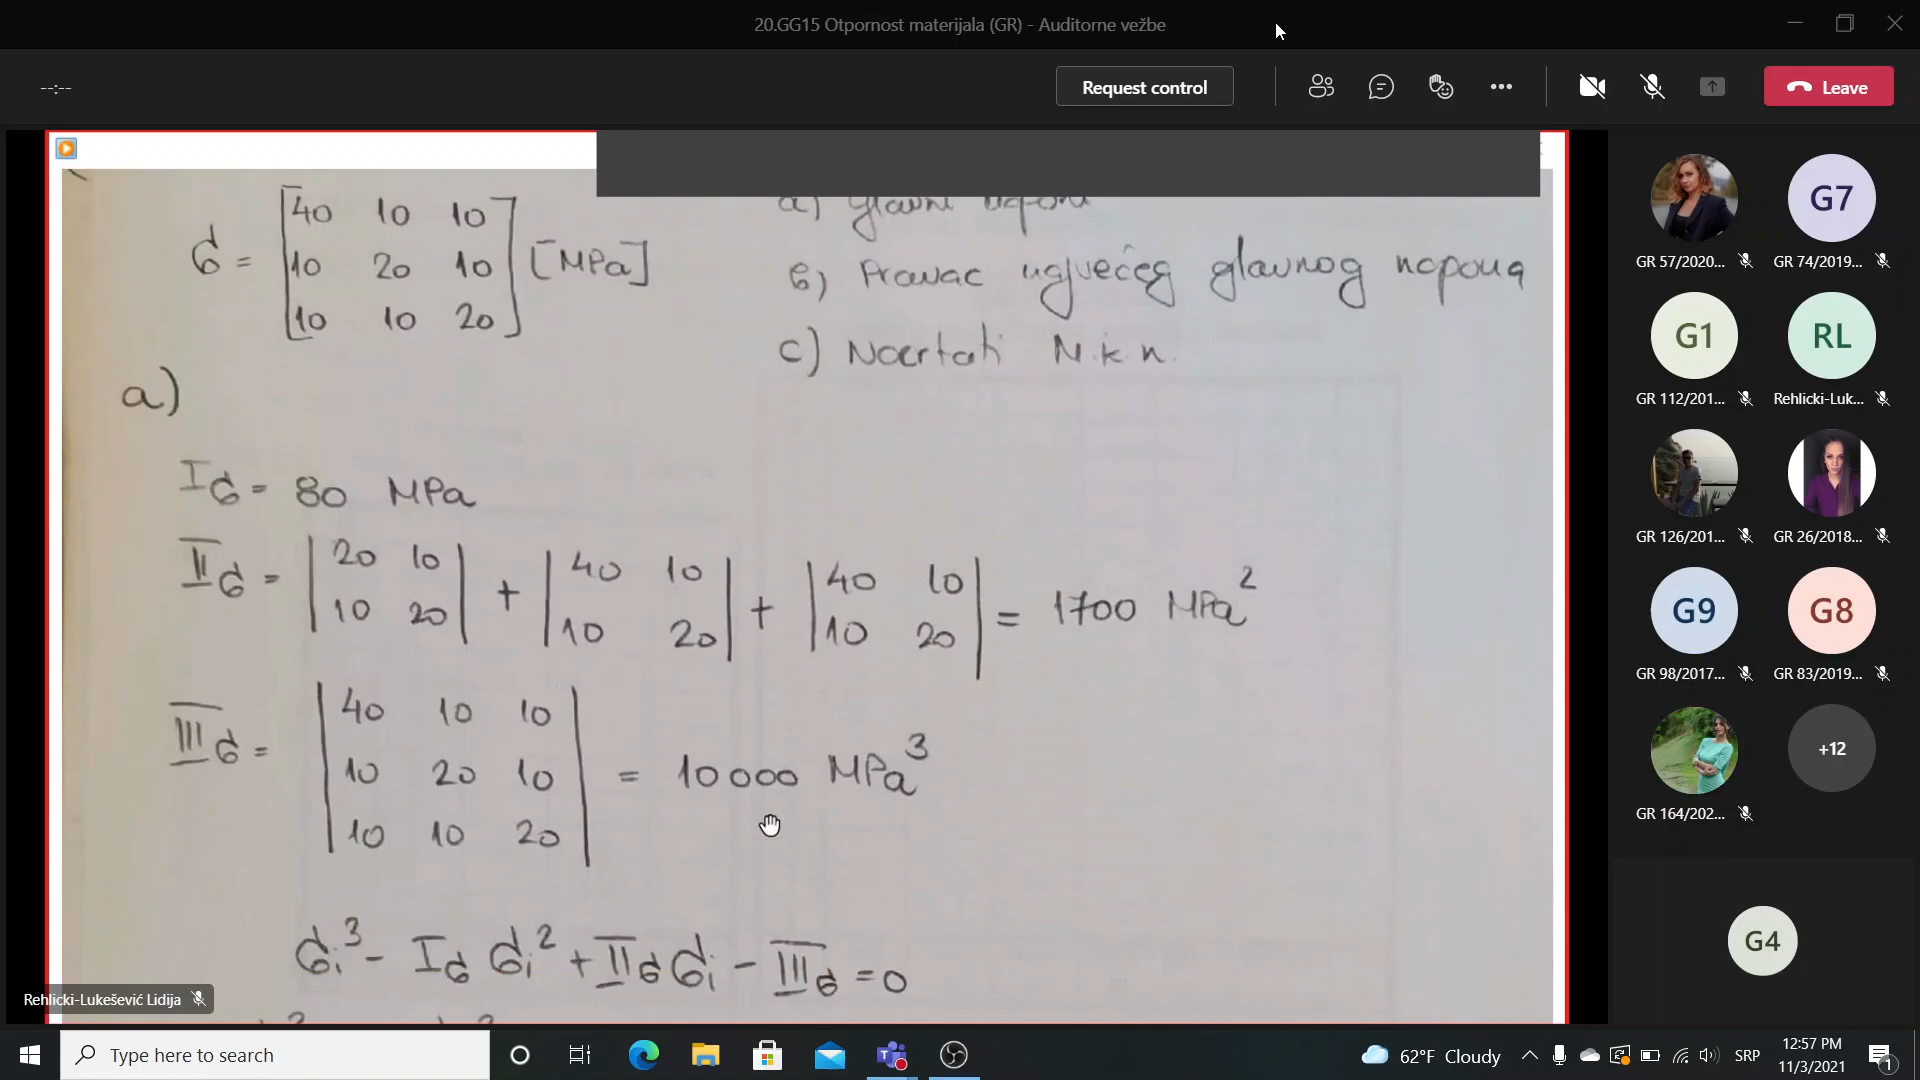 20.GG15 Otpornost materijala (GR) - Auditorne vežbe
--:--
Request control
Leave
σ = [40 10 10
10 20 10
10 10 20] [MPa]
a) glavni naponi
b) Pravac najvećeg glavnog napona
c) Nacrtati M.k.n.
a)
Iσ = 80 MPa
IIσ = |20 10
10 20| + |40 10
10 20| + |40 10
10 20| = 1700 MPa²
IIIσ = |40 10 10
10 20 10
10 10 20| = 10 000 MPa³
σi³ - Iσ σi² + IIσ σi - IIIσ = 0
Rehlicki-Lukešević Lidija
GR 57/2020...
G7
GR 74/2019...
G1
GR 112/201...
RL
Rehlicki-Luk...
GR 126/201...
GR 26/2018...
G9
GR 98/2017...
G8
GR 83/2019...
GR 164/202...
+12
G4
Type here to search
62°F Cloudy
SRP
12:57 PM
11/3/2021
1